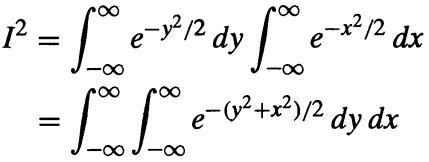 I² = ∫_{-∞}^{∞} e^{-y²/2} dy ∫_{-∞}^{∞} e^{-x²/2} dx
= ∫_{-∞}^{∞} ∫_{-∞}^{∞} e^{-(y²+x²)/2} dy dx